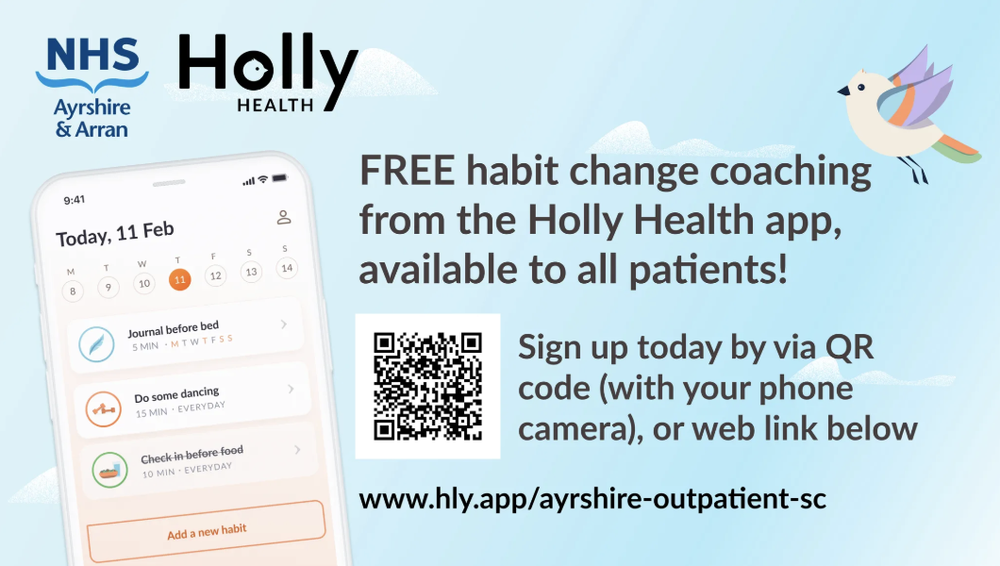 NHS
Ayrshire
& Arran
Holly
HEALTH
FREE habit change coaching
from the Holly Health app,
available to all patients!
Sign up today by via QR
code (with your phone
camera), or web link below
www.hly.app/ayrshire-outpatient-sc
9:41
Today, 11 Feb
M T W T F S S
8 9 10 11 12 13 14
Journal before bed
5 MIN · M T W T F S S
Do some dancing
15 MIN · EVERYDAY
Check in before food
10 MIN · EVERYDAY
Add a new habit